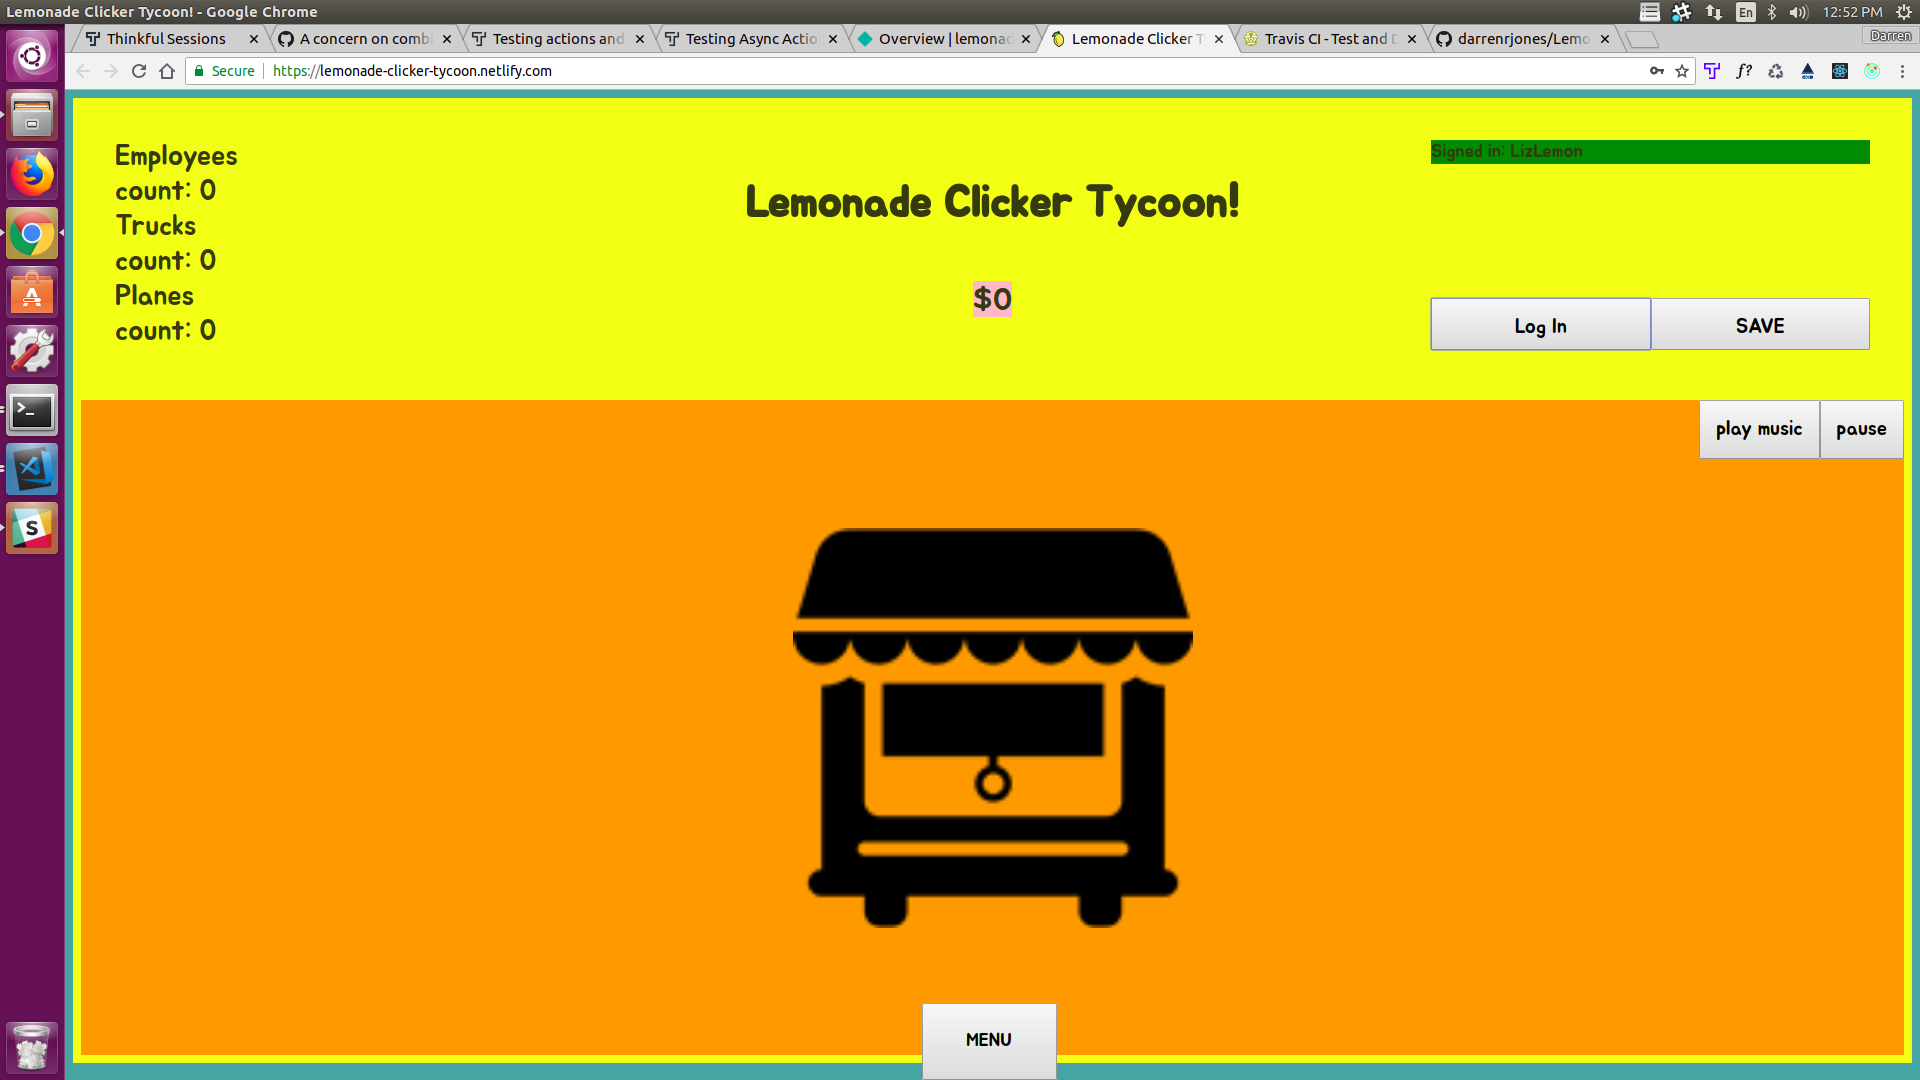 Lemonade Clicker Tycoon! - Google Chrome
En
12:52 PM
Thinkful Sessions
A concern on combi
Testing actions and
Testing Async Actio
Overview | lemonad
Lemonade Clicker T
Travis CI - Test and D
darrenrjones/Lemo
Darren
Secure
https://lemonade-clicker-tycoon.netlify.com
f?
Employees
count: 0
Trucks
count: 0
Planes
count: 0
Lemonade Clicker Tycoon!
$0
Signed in: LizLemon
Log In
SAVE
play music
pause
MENU